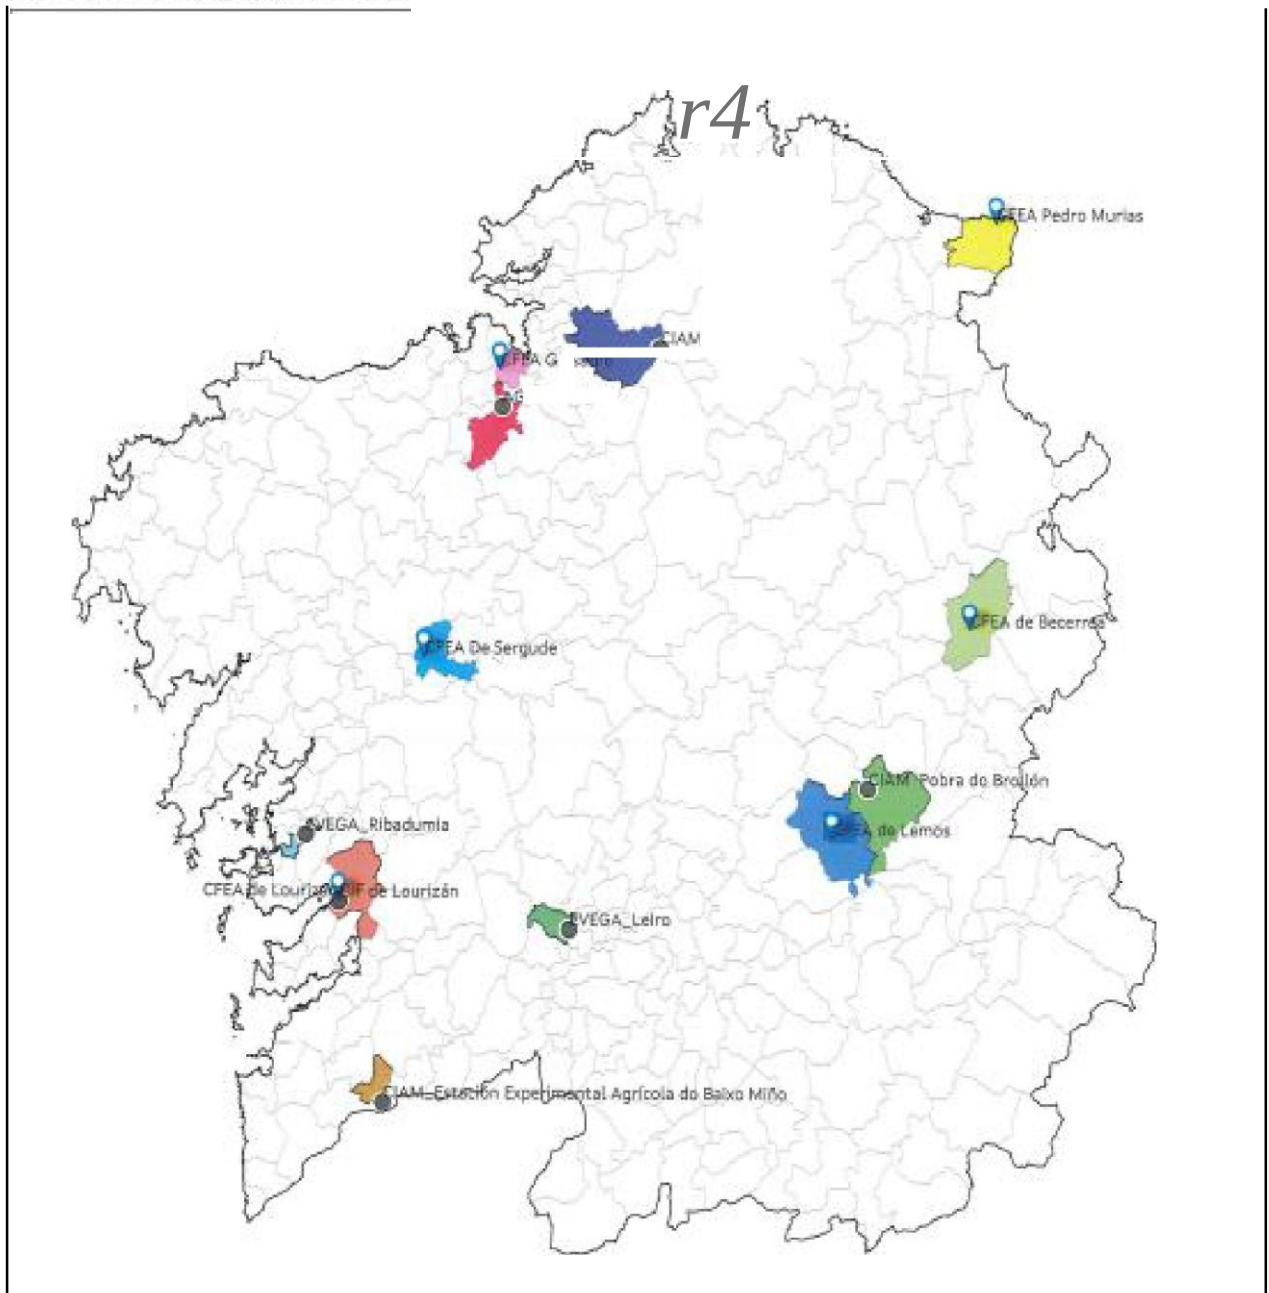 r4
CFEA Pedro Murias
CIAM
CFEA G
CFEA de Becerreá
CFEA De Sergude
CIAM_Pobra do Brollón
CFEA de Lemos
EVEGA_Ribadumia
CFEA de Lourizán
CIF de Lourizán
EVEGA_Leiro
CIAM_Estación Experimental Agrícola do Baixo Miño